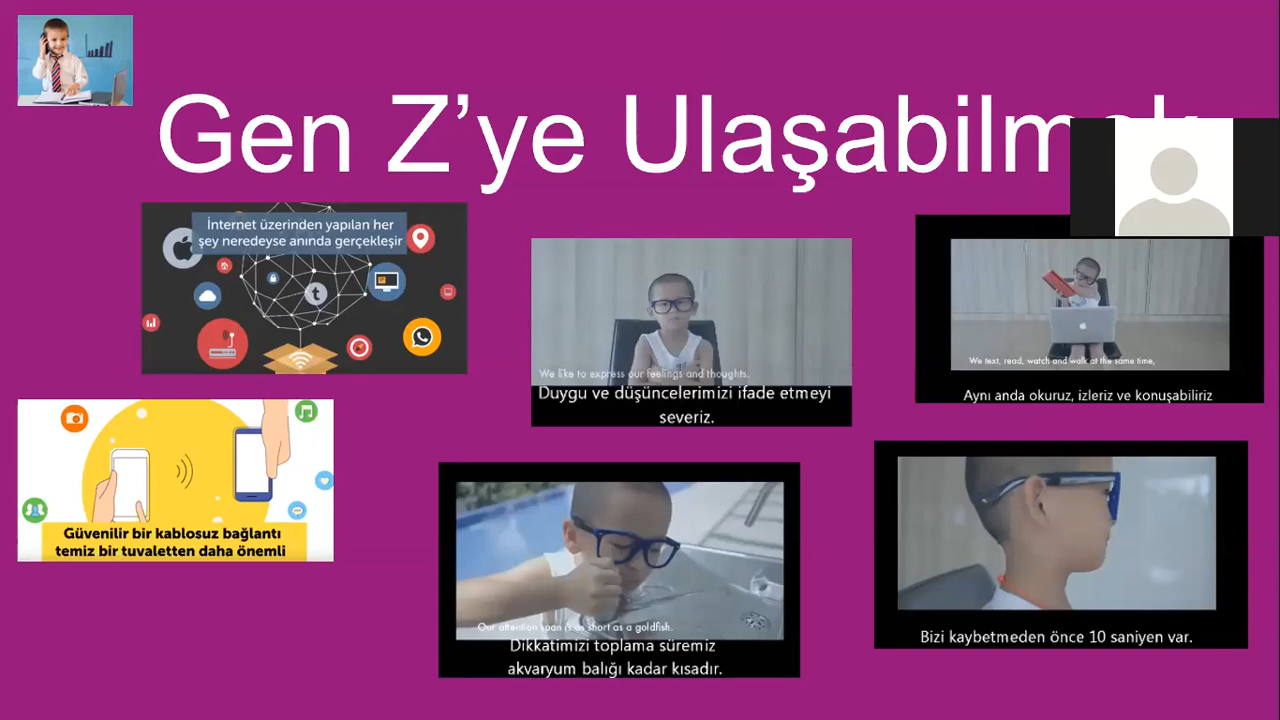 Gen Z’ye Ulaşabilmek
İnternet üzerinden yapılan her
şey neredeyse anında gerçekleşir
We like to express our feelings and thoughts.
Duygu ve düşüncelerimizi ifade etmeyi
severiz.
We text, read, watch and walk at the same time,
Aynı anda okuruz, izleriz ve konuşabiliriz
Güvenilir bir kablosuz bağlantı
temiz bir tuvaletten daha önemli
Our attention span is as short as a goldfish.
Dikkatimizi toplama süremiz
akvaryum balığı kadar kısadır.
Bizi kaybetmeden önce 10 saniyen var.